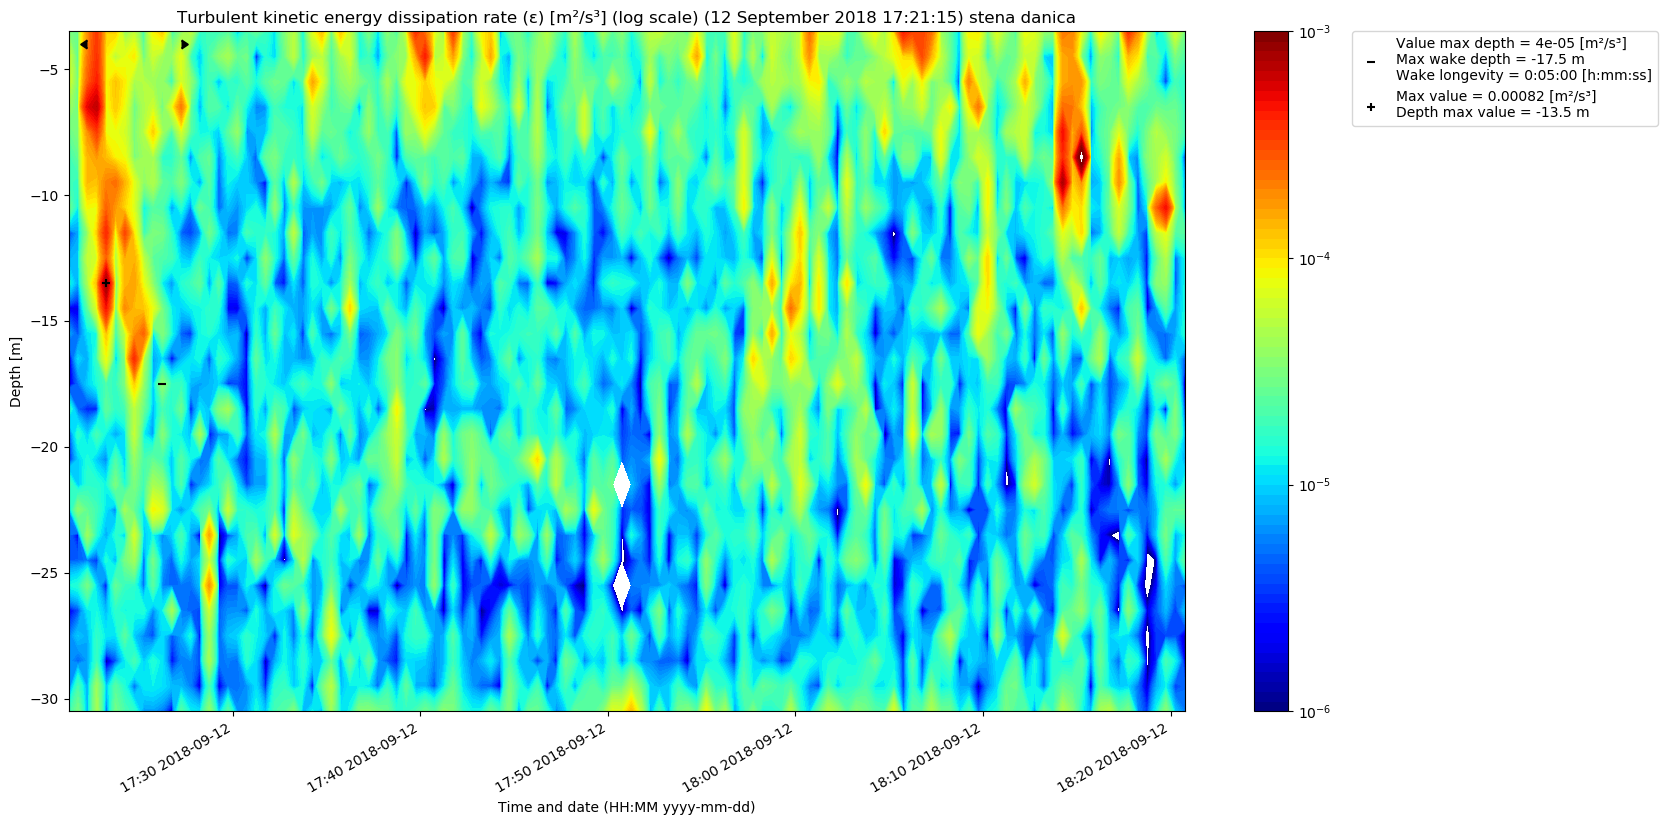 Turbulent kinetic energy dissipation rate (ε) [m²/s³] (log scale) (12 September 2018 17:21:15) stena danica
Depth [m]
−5
−10
−15
−20
−25
−30
17:30 2018-09-12
17:40 2018-09-12
17:50 2018-09-12
18:00 2018-09-12
18:10 2018-09-12
18:20 2018-09-12
Time and date (HH:MM yyyy-mm-dd)
10⁻³
10⁻⁴
10⁻⁵
10⁻⁶
Value max depth = 4e-05 [m²/s³]
Max wake depth = -17.5 m
Wake longevity = 0:05:00 [h:mm:ss]
Max value = 0.00082 [m²/s³]
Depth max value = -13.5 m